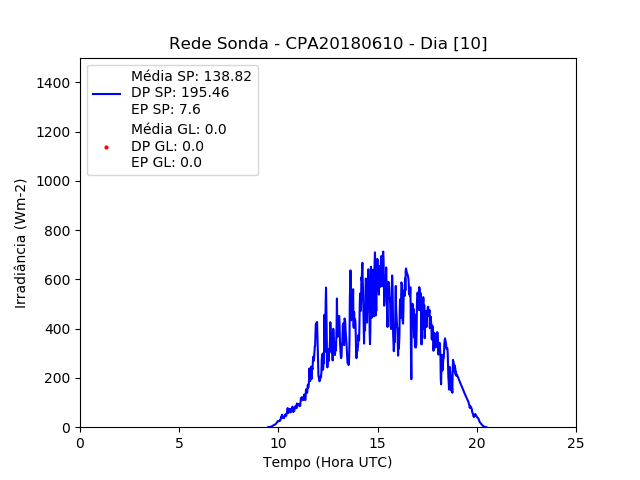 Rede Sonda - CPA20180610 - Dia [10]
Média SP: 138.82
DP SP: 195.46
EP SP: 7.6
Média GL: 0.0
DP GL: 0.0
EP GL: 0.0
1400
1200
1000
800
600
400
200
0
Irradiância (Wm-2)
0 5 10 15 20 25
Tempo (Hora UTC)